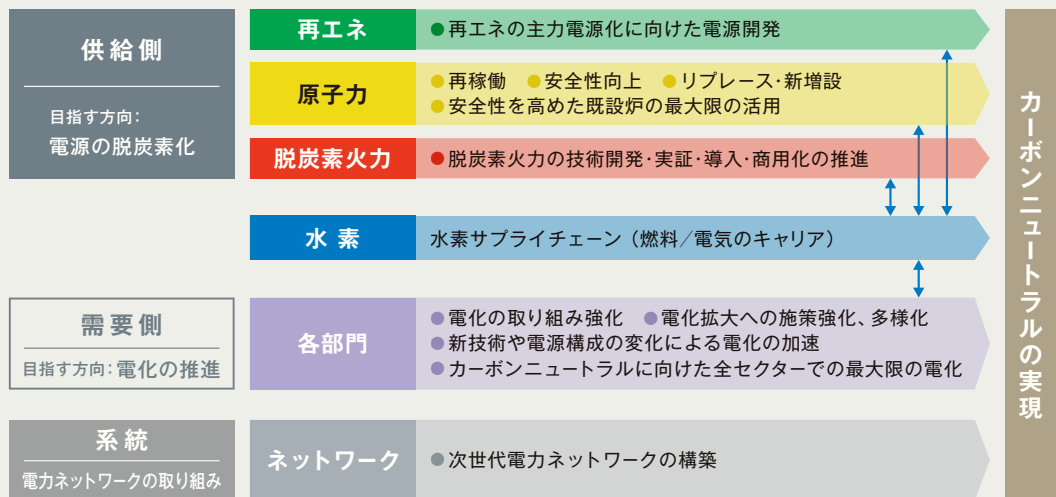 供給側
目指す方向：
電源の脱炭素化
再エネ
●再エネの主力電源化に向けた電源開発
原子力
●再稼働 ●安全性向上 ●リプレース・新増設
●安全性を高めた既設炉の最大限の活用
脱炭素火力
●脱炭素火力の技術開発・実証・導入・商用化の推進
水素
水素サプライチェーン（燃料／電気のキャリア）
需要側
目指す方向：電化の推進
各部門
●電化の取り組み強化 ●電化拡大への施策強化、多様化
●新技術や電源構成の変化による電化の加速
●カーボンニュートラルに向けた全セクターでの最大限の電化
系統
電力ネットワークの取り組み
ネットワーク
●次世代電力ネットワークの構築
カーボンニュートラルの実現